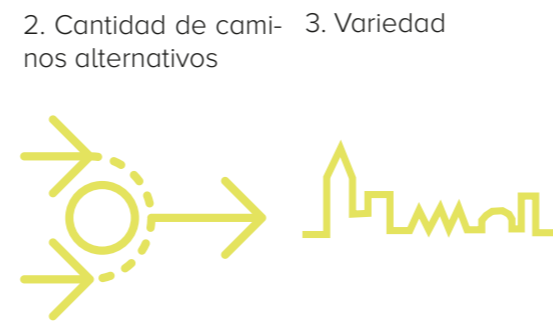 2. Cantidad de cami-
nos alternativos
3. Variedad